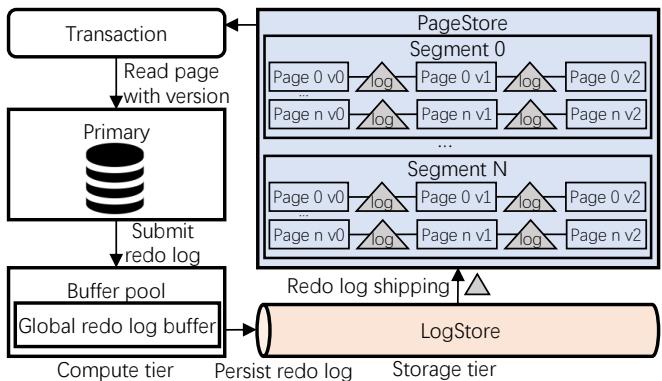 Transaction
Read page
with version
Primary
Submit
redo log
Buffer pool
Global redo log buffer
Compute tier
Persist redo log
PageStore
Segment 0
Page 0 v0 log Page 0 v1 log Page 0 v2
...
Page n v0 log Page n v1 log Page n v2
...
Segment N
Page 0 v0 log Page 0 v1 log Page 0 v2
...
Page n v0 log Page n v1 log Page n v2
Redo log shipping
LogStore
Storage tier